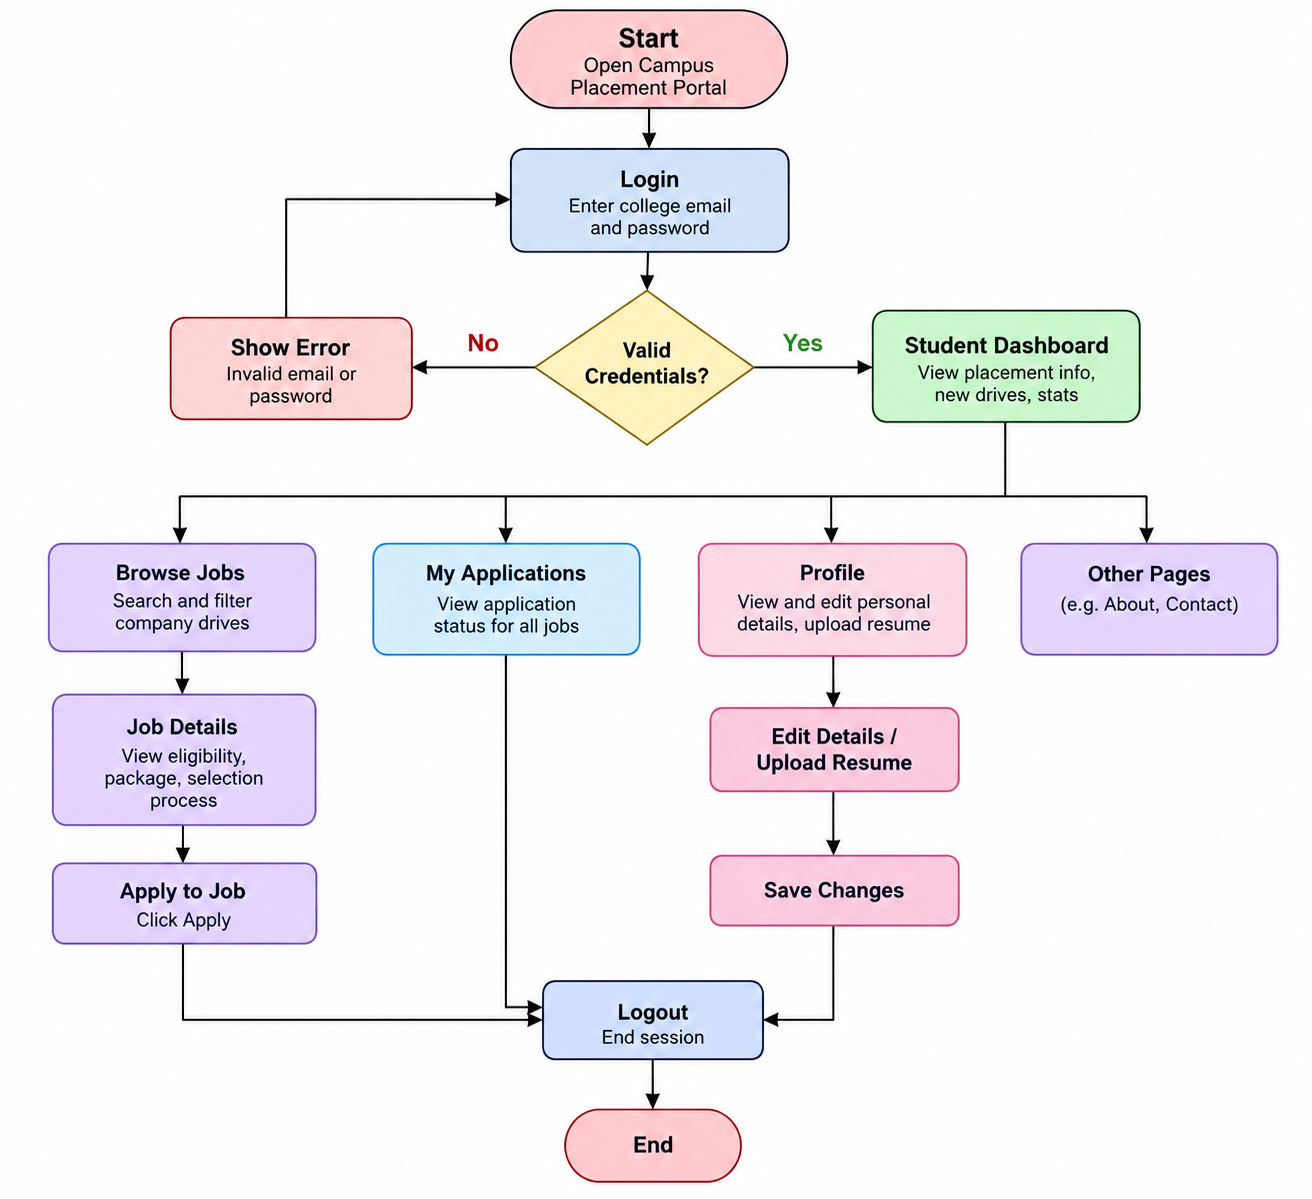 Start
Open Campus
Placement Portal
Login
Enter college email
and password
Show Error
Invalid email or
password
No
Valid
Credentials?
Yes
Student Dashboard
View placement info,
new drives, stats
Browse Jobs
Search and filter
company drives
My Applications
View application
status for all jobs
Profile
View and edit personal
details, upload resume
Other Pages
(e.g. About, Contact)
Job Details
View eligibility,
package, selection
process
Edit Details /
Upload Resume
Apply to Job
Click Apply
Save Changes
Logout
End session
End